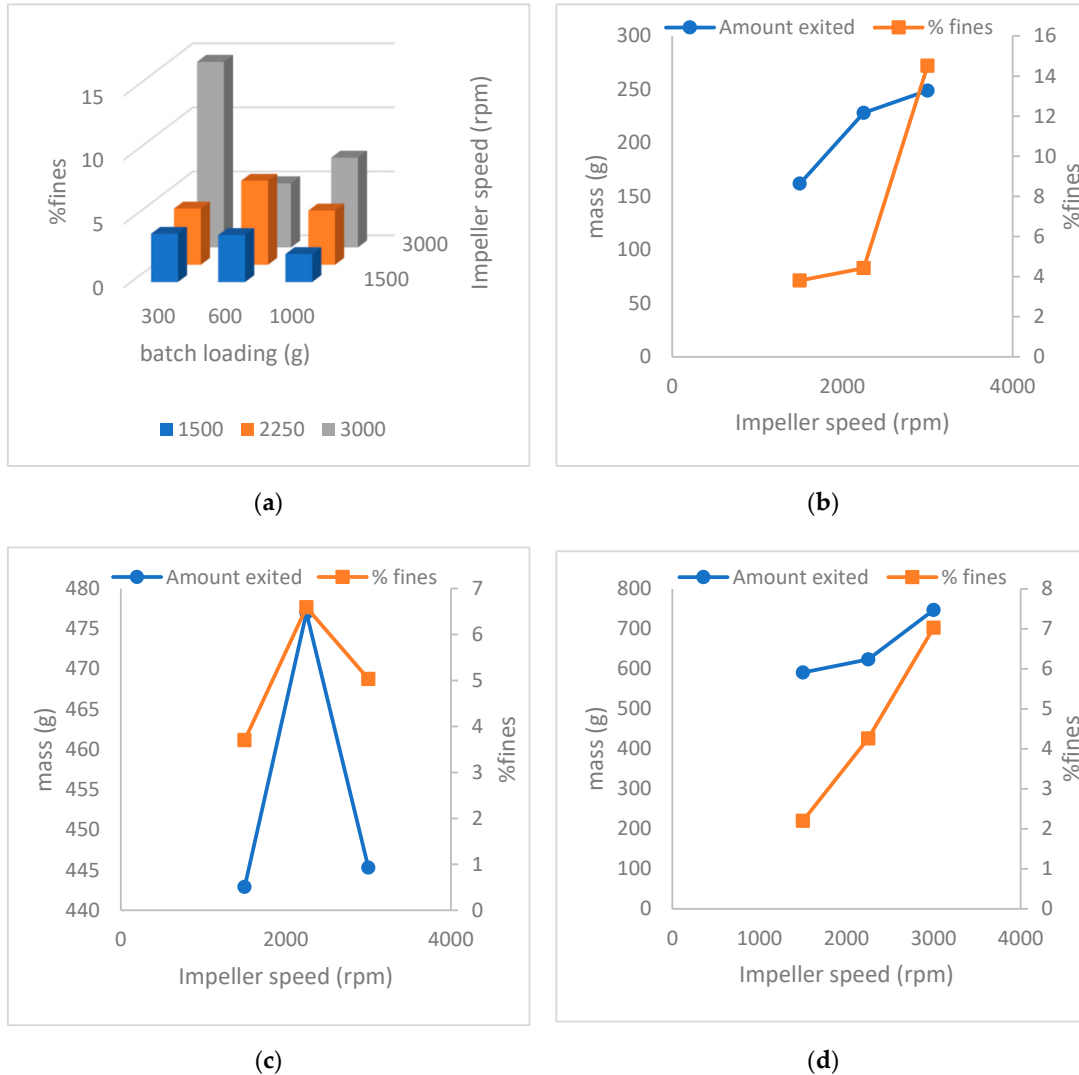 15
10
5
0
%fines
300 600 1000
batch loading (g)
3000
1500
Impeller speed (rpm)
1500 2250 3000
(a)
Amount exited % fines
300
250
200
150
100
50
0
mass (g)
16
14
12
10
8
6
4
2
0
%fines
0 2000 4000
Impeller speed (rpm)
(b)
Amount exited % fines
480
475
470
465
460
455
450
445
440
mass (g)
7
6
5
4
3
2
1
0
%fines
0 2000 4000
Impeller speed (rpm)
(c)
Amount exited % fines
800
700
600
500
400
300
200
100
0
mass (g)
8
7
6
5
4
3
2
1
0
%fines
0 1000 2000 3000 4000
Impeller speed (rpm)
(d)